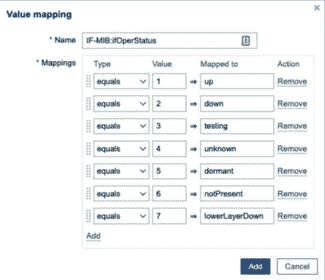 Value mapping
* Name IF-MIB:ifOperStatus
* Mappings Type Value Mapped to Action
equals 1 ⇒ up Remove
equals 2 ⇒ down Remove
equals 3 ⇒ testing Remove
equals 4 ⇒ unknown Remove
equals 5 ⇒ dormant Remove
equals 6 ⇒ notPresent Remove
equals 7 ⇒ lowerLayerDown Remove
Add
Add Cancel